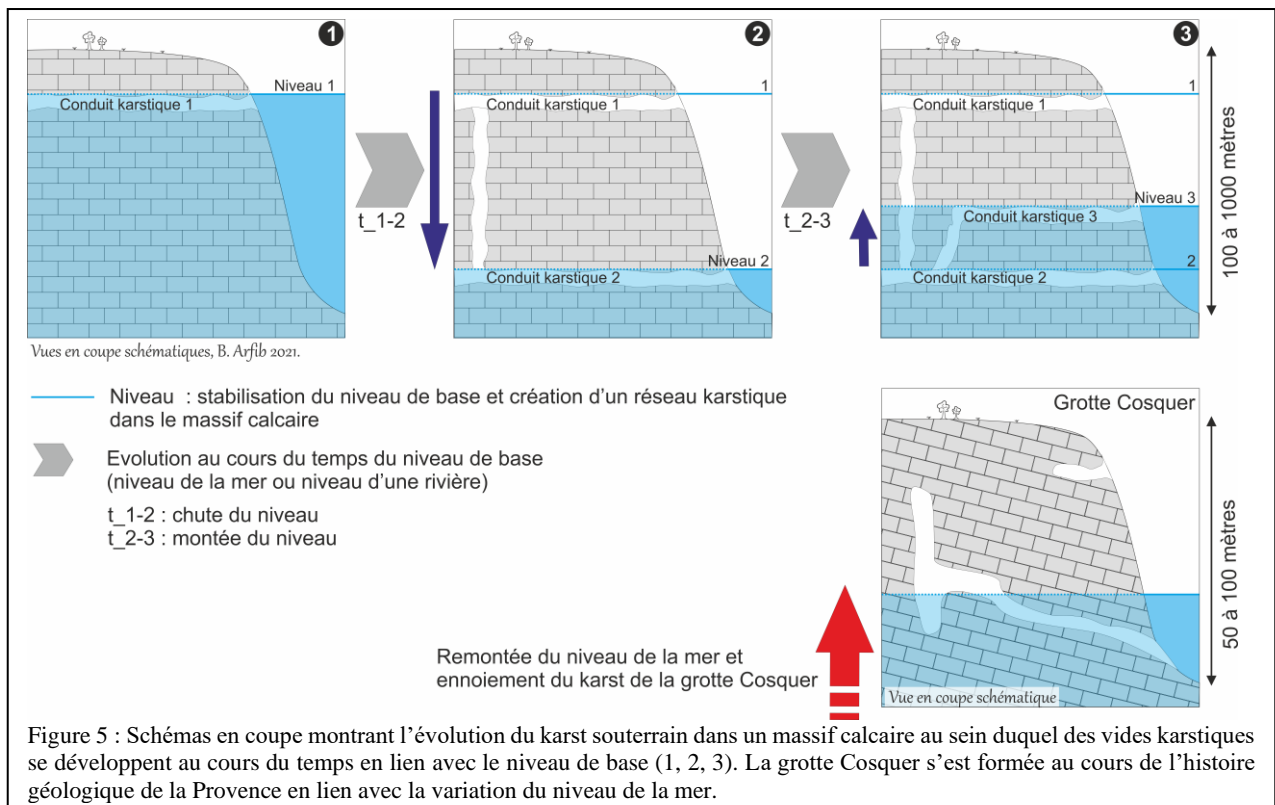 1
Niveau 1
Conduit karstique 1
t_1-2
2
1
Conduit karstique 1
Niveau 2
Conduit karstique 2
t_2-3
3
1
Conduit karstique 1
Niveau 3
Conduit karstique 3
2
Conduit karstique 2
100 à 1000 mètres
Vues en coupe schématiques, B. Arfib 2021.
Niveau : stabilisation du niveau de base et création d'un réseau karstique
dans le massif calcaire
Evolution au cours du temps du niveau de base
(niveau de la mer ou niveau d'une rivière)
t_1-2 : chute du niveau
t_2-3 : montée du niveau
Remontée du niveau de la mer et
ennoiement du karst de la grotte Cosquer
Grotte Cosquer
50 à 100 mètres
Vue en coupe schématique
Figure 5 : Schémas en coupe montrant l'évolution du karst souterrain dans un massif calcaire au sein duquel des vides karstiques
se développent au cours du temps en lien avec le niveau de base (1, 2, 3). La grotte Cosquer s'est formée au cours de l'histoire
géologique de la Provence en lien avec la variation du niveau de la mer.